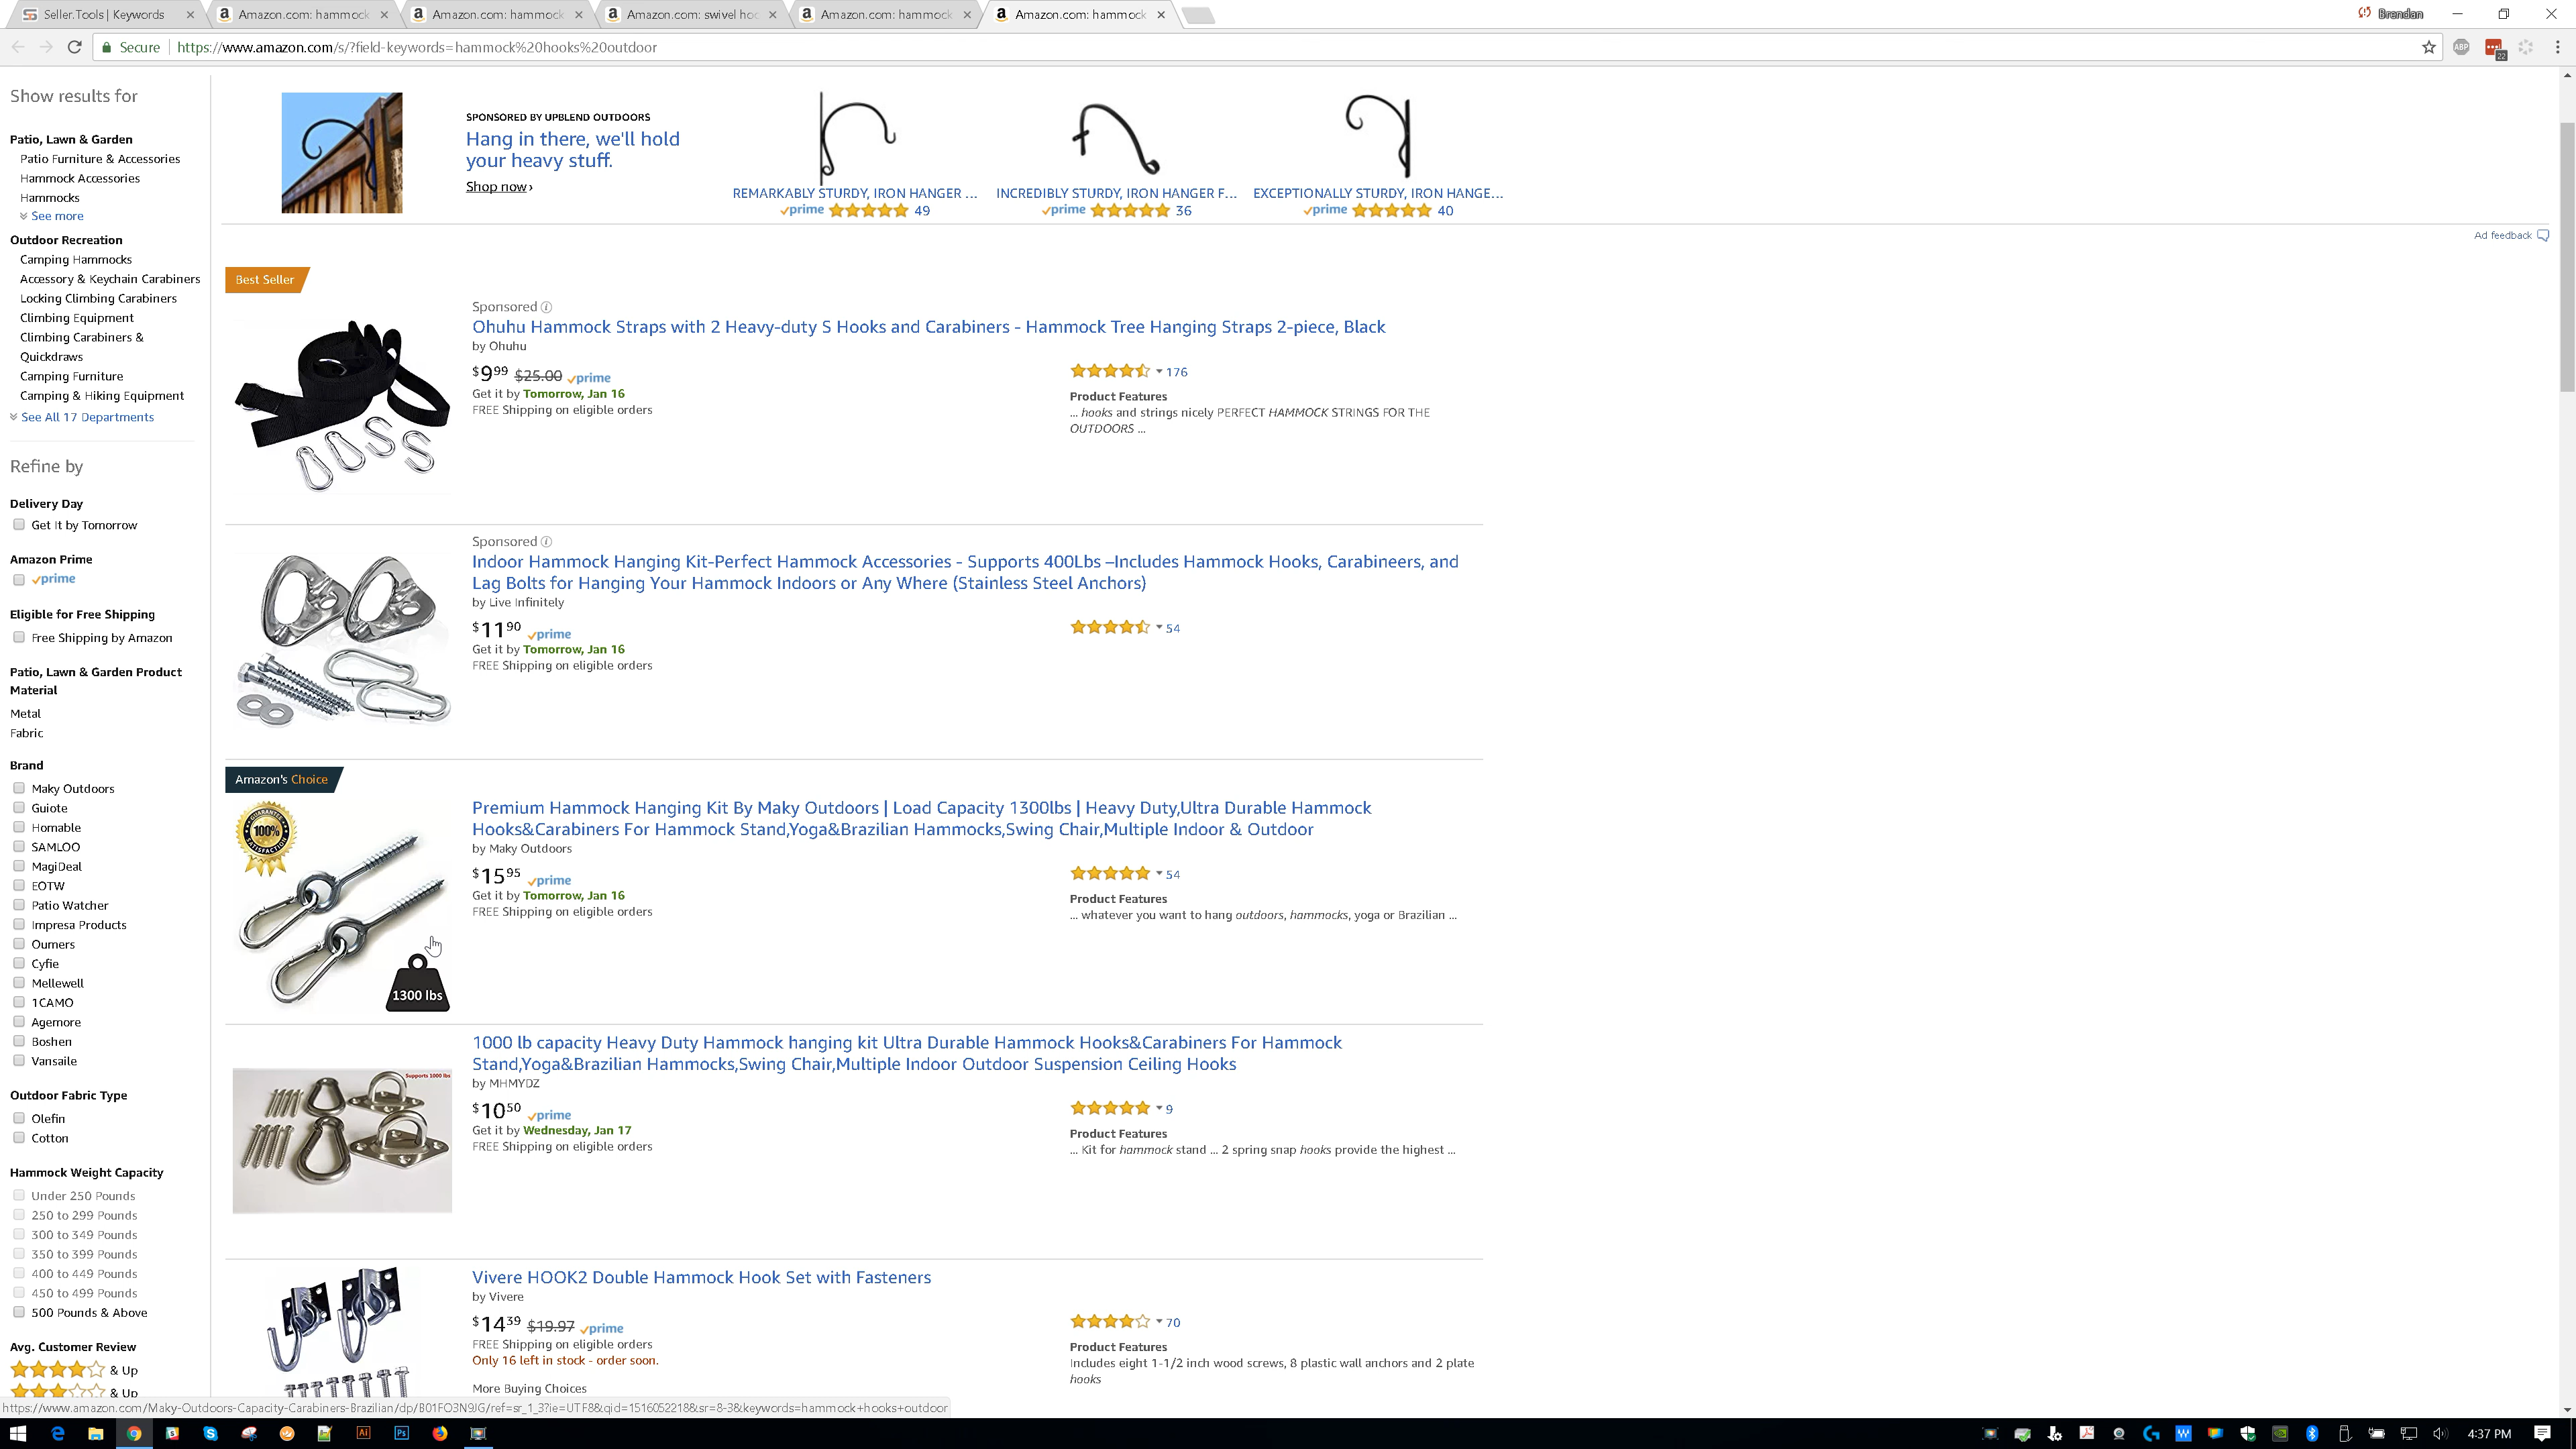 Seller.Tools | Keywords
Amazon.com: hammock
Amazon.com: hammock
Amazon.com: swivel hoo
Amazon.com: hammock
Amazon.com: hammock
Brendan
Secure
https://www.amazon.com/s/?field-keywords=hammock%20hooks%20outdoor
ABP
22
Show results for
Patio, Lawn & Garden
Patio Furniture & Accessories
Hammock Accessories
Hammocks
See more
Outdoor Recreation
Camping Hammocks
Accessory & Keychain Carabiners
Locking Climbing Carabiners
Climbing Equipment
Climbing Carabiners &
Quickdraws
Camping Furniture
Camping & Hiking Equipment
See All 17 Departments
Refine by
Delivery Day
Get It by Tomorrow
Amazon Prime
prime
Eligible for Free Shipping
Free Shipping by Amazon
Patio, Lawn & Garden Product
Material
Metal
Fabric
Brand
Maky Outdoors
Guiote
Hornable
SAMLOO
MagiDeal
EOTW
Patio Watcher
Impresa Products
Oumers
Cyfie
Mellewell
1CAMO
Agemore
Boshen
Vansaile
Outdoor Fabric Type
Olefin
Cotton
Hammock Weight Capacity
Under 250 Pounds
250 to 299 Pounds
300 to 349 Pounds
350 to 399 Pounds
400 to 449 Pounds
450 to 499 Pounds
500 Pounds & Above
Avg. Customer Review
& Up
& Up
SPONSORED BY UPBLEND OUTDOORS
Hang in there, we'll hold
your heavy stuff.
Shop now ›
REMARKABLY STURDY, IRON HANGER ...
prime 49
INCREDIBLY STURDY, IRON HANGER F...
prime 36
EXCEPTIONALLY STURDY, IRON HANGE...
prime 40
Ad feedback
Best Seller
Sponsored
Ohuhu Hammock Straps with 2 Heavy-duty S Hooks and Carabiners - Hammock Tree Hanging Straps 2-piece, Black
by Ohuhu
$9 99 $25.00 prime
Get it by Tomorrow, Jan 16
FREE Shipping on eligible orders
176
Product Features
... hooks and strings nicely PERFECT HAMMOCK STRINGS FOR THE
OUTDOORS ...
Sponsored
Indoor Hammock Hanging Kit-Perfect Hammock Accessories - Supports 400Lbs –Includes Hammock Hooks, Carabineers, and
Lag Bolts for Hanging Your Hammock Indoors or Any Where (Stainless Steel Anchors)
by Live Infinitely
$11 90 prime
Get it by Tomorrow, Jan 16
FREE Shipping on eligible orders
54
Amazon's Choice
100%
1300 lbs
Premium Hammock Hanging Kit By Maky Outdoors | Load Capacity 1300lbs | Heavy Duty,Ultra Durable Hammock
Hooks&Carabiners For Hammock Stand,Yoga&Brazilian Hammocks,Swing Chair,Multiple Indoor & Outdoor
by Maky Outdoors
$15 95 prime
Get it by Tomorrow, Jan 16
FREE Shipping on eligible orders
54
Product Features
... whatever you want to hang outdoors, hammocks, yoga or Brazilian ...
Supports 1000 lbs
1000 lb capacity Heavy Duty Hammock hanging kit Ultra Durable Hammock Hooks&Carabiners For Hammock
Stand,Yoga&Brazilian Hammocks,Swing Chair,Multiple Indoor Outdoor Suspension Ceiling Hooks
by MHMYDZ
$10 50 prime
Get it by Wednesday, Jan 17
FREE Shipping on eligible orders
9
Product Features
... Kit for hammock stand ... 2 spring snap hooks provide the highest ...
Vivere HOOK2 Double Hammock Hook Set with Fasteners
by Vivere
$14 39 $19.97 prime
FREE Shipping on eligible orders
Only 16 left in stock - order soon.
More Buying Choices
70
Product Features
Includes eight 1-1/2 inch wood screws, 8 plastic wall anchors and 2 plate
hooks
https://www.amazon.com/Maky-Outdoors-Capacity-Carabiners-Brazilian/dp/B01FO3N9JG/ref=sr_1_3?ie=UTF8&qid=1516052218&sr=8-3&keywords=hammock+hooks+outdoor
Ai
Ps
4:37 PM